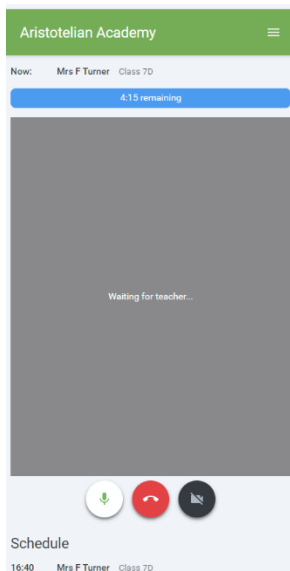 Aristotelian Academy
Now: Mrs F Turner Class 7D
4:15 remaining
Waiting for teacher...
Schedule
16:40 Mrs F Turner Class 7D